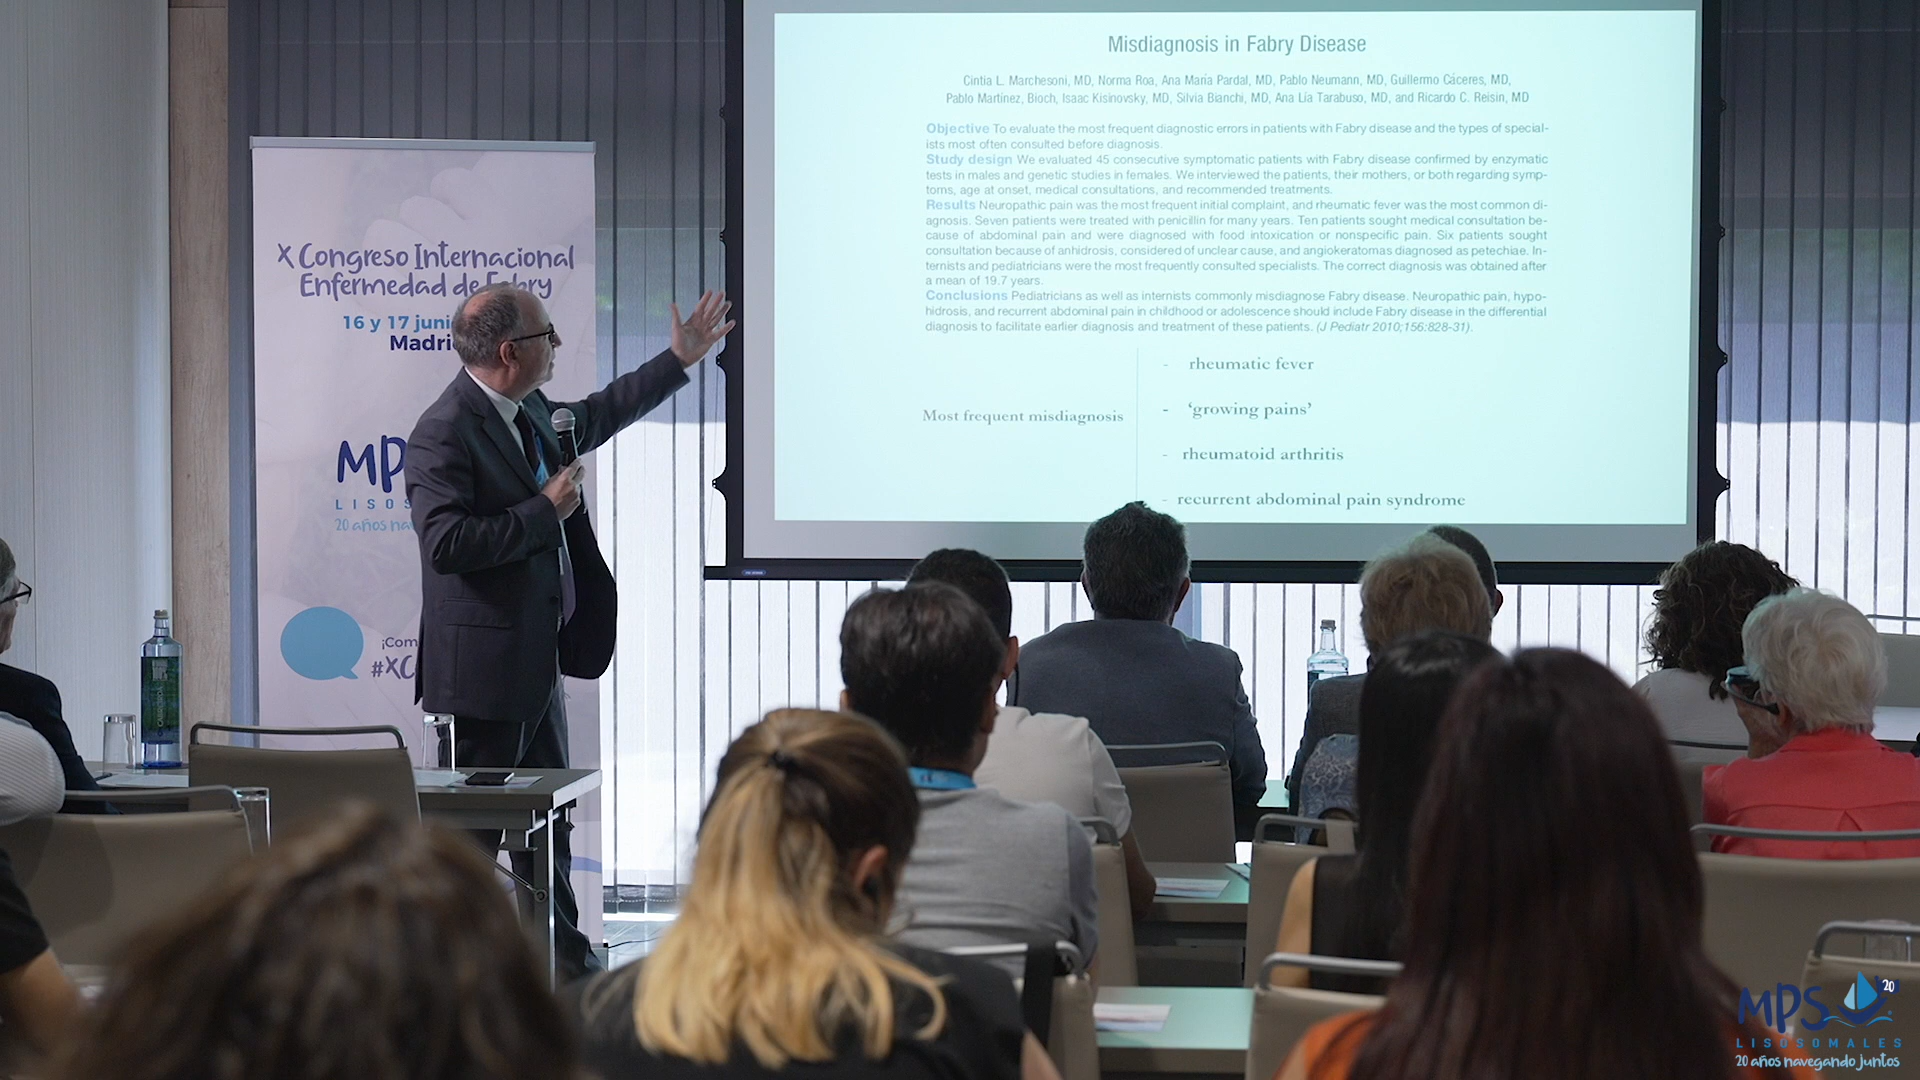 Misdiagnosis in Fabry Disease
Cintia L. Marchesoni, MD, Norma Roa, Ana María Pardal, MD, Pablo Neumann, MD, Guillermo Cáceres, MD,
Pablo Martínez, Bioch, Isaac Kisinovsky, MD, Silvia Bianchi, MD, Ana Lía Tarabuso, MD, and Ricardo C. Reisin, MD
Objective To evaluate the most frequent diagnostic errors in patients with Fabry disease and the types of special-
ists most often consulted before diagnosis.
Study design We evaluated 45 consecutive symptomatic patients with Fabry disease confirmed by enzymatic
tests in males and genetic studies in females. We interviewed the patients, their mothers, or both regarding symp-
toms, age at onset, medical consultations, and recommended treatments.
Results Neuropathic pain was the most frequent initial complaint, and rheumatic fever was the most common di-
agnosis. Seven patients were treated with penicillin for many years. Ten patients sought medical consultation be-
cause of abdominal pain and were diagnosed with food intoxication or nonspecific pain. Six patients sought
consultation because of anhidrosis, considered of unclear cause, and angiokeratomas diagnosed as petechiae. In-
ternists and pediatricians were the most frequently consulted specialists. The correct diagnosis was obtained after
a mean of 19.7 years.
Conclusions Pediatricians as well as internists commonly misdiagnose Fabry disease. Neuropathic pain, hypo-
hidrosis, and recurrent abdominal pain in childhood or adolescence should include Fabry disease in the differential
diagnosis to facilitate earlier diagnosis and treatment of these patients. (J Pediatr 2010;156:828-31).
Most frequent misdiagnosis
- rheumatic fever
- ‘growing pains’
- rheumatoid arthritis
- recurrent abdominal pain syndrome
X Congreso Internacional
Enfermedad de Fabry
16 y 17 juni
Madri
MP
LISOS
20 años nav
¡Com
#XC
MPS 20
LISOSOMALES
20 años navegando juntos